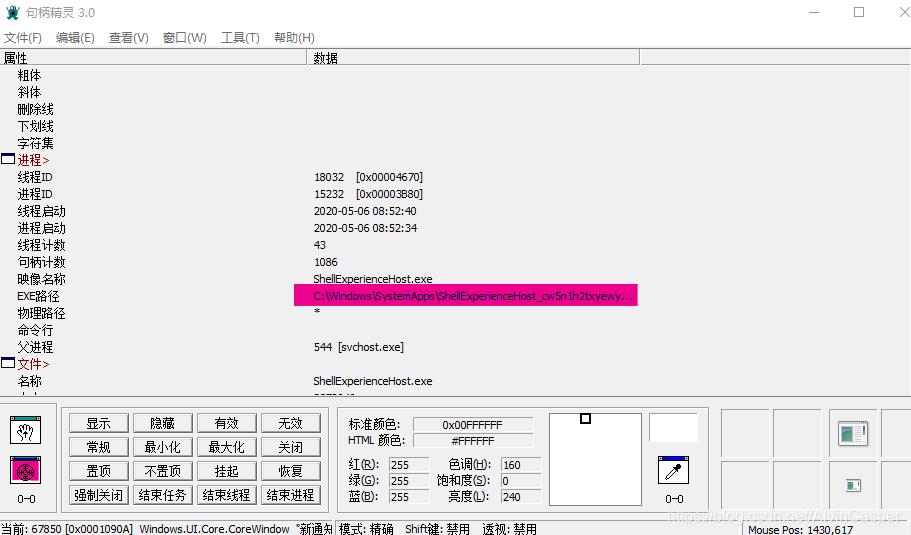 句柄精灵 3.0
文件(F) 编辑(E) 查看(V) 窗口(W) 工具(T) 帮助(H)
属性 数据
粗体
斜体
删除线
下划线
字符集
进程>
线程ID 18032 [0x00004670]
进程ID 15232 [0x00003B80]
线程启动 2020-05-06 08:52:40
进程启动 2020-05-06 08:52:34
线程计数 43
句柄计数 1086
映像名称 ShellExperienceHost.exe
EXE路径 C:\Windows\SystemApps\ShellExperienceHost_cw5n1h2txyewy...
物理路径 *
命令行
父进程 544 [svchost.exe]
文件>
名称 ShellExperienceHost.exe
显示 隐藏 有效 无效
常规 最小化 最大化 关闭
置顶 不置顶 挂起 恢复
强制关闭 结束任务 结束线程 结束进程
0-0
标准颜色: 0x00FFFFFF
HTML 颜色: #FFFFFF
红(R): 255 色调(H): 160
绿(G): 255 饱和度(S): 0
蓝(B): 255 亮度(L): 240
0-0
https://blog.csdn.net/AlvinCasper
当前: 67850 [0x0001090A] Windows.UI.Core.CoreWindow "新通知 模式: 精确 Shift键: 禁用 透视: 禁用 Mouse Pos: 1430,617